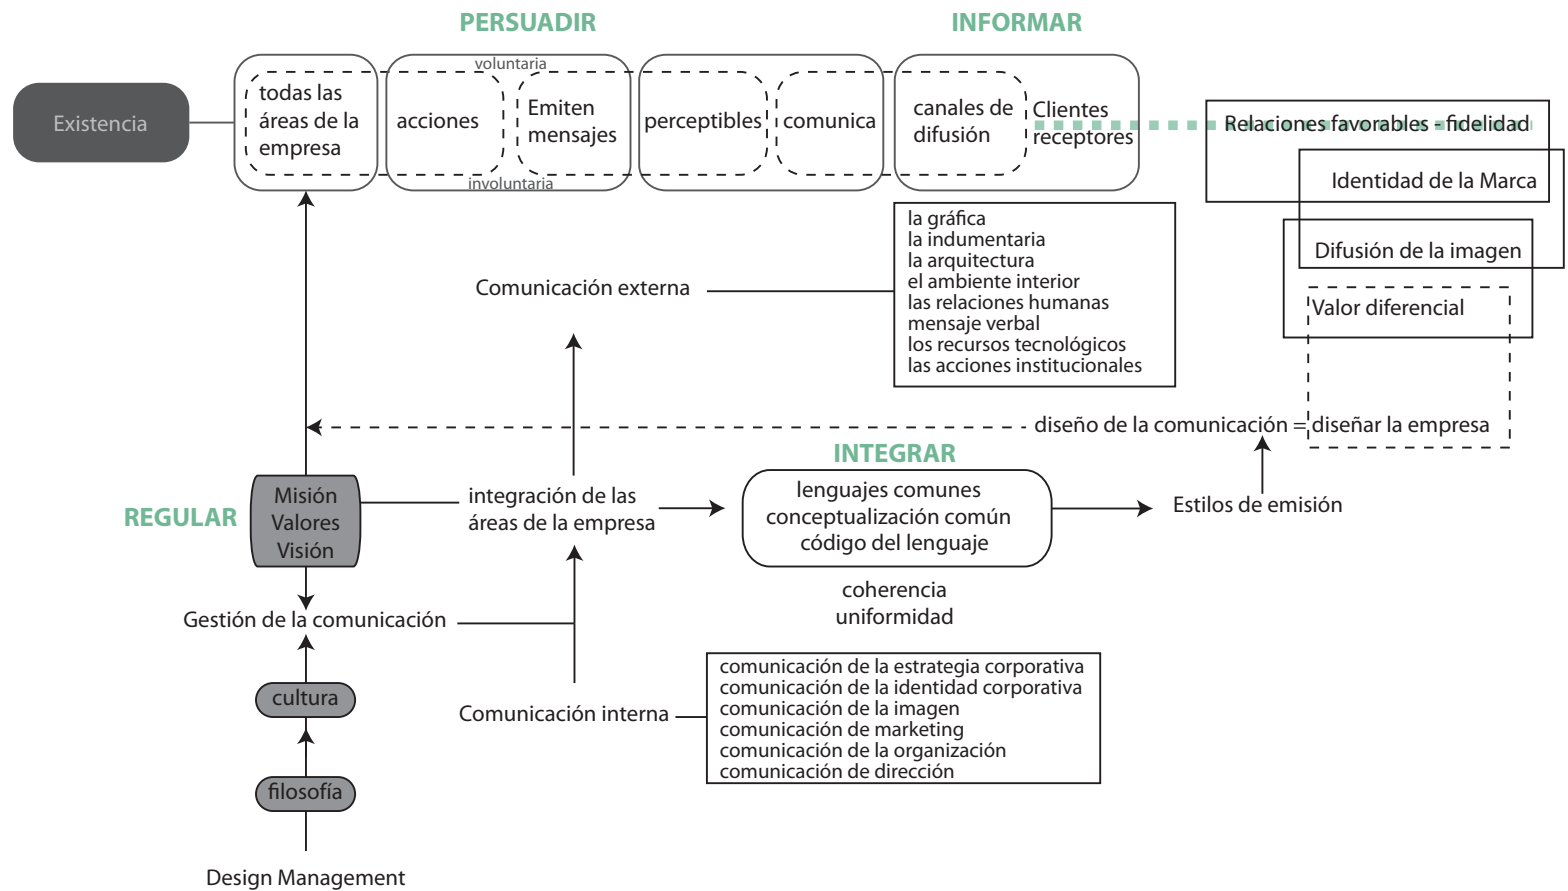 PERSUADIR
INFORMAR
Existencia
todas las
áreas de la
empresa
acciones
voluntaria
involuntaria
Emiten
mensajes
perceptibles
comunica
canales de
difusión
Clientes
receptores
Relaciones favorables - fidelidad
Identidad de la Marca
Difusión de la imagen
Valor diferencial
Comunicación externa
la gráfica
la indumentaria
la arquitectura
el ambiente interior
las relaciones humanas
mensaje verbal
los recursos tecnológicos
las acciones institucionales
diseño de la comunicación = diseñar la empresa
REGULAR
Misión
Valores
Visión
integración de las
áreas de la empresa
INTEGRAR
lenguajes comunes
conceptualización común
código del lenguaje
coherencia
uniformidad
Estilos de emisión
Gestión de la comunicación
cultura
filosofía
Design Management
Comunicación interna
comunicación de la estrategia corporativa
comunicación de la identidad corporativa
comunicación de la imagen
comunicación de marketing
comunicación de la organización
comunicación de dirección